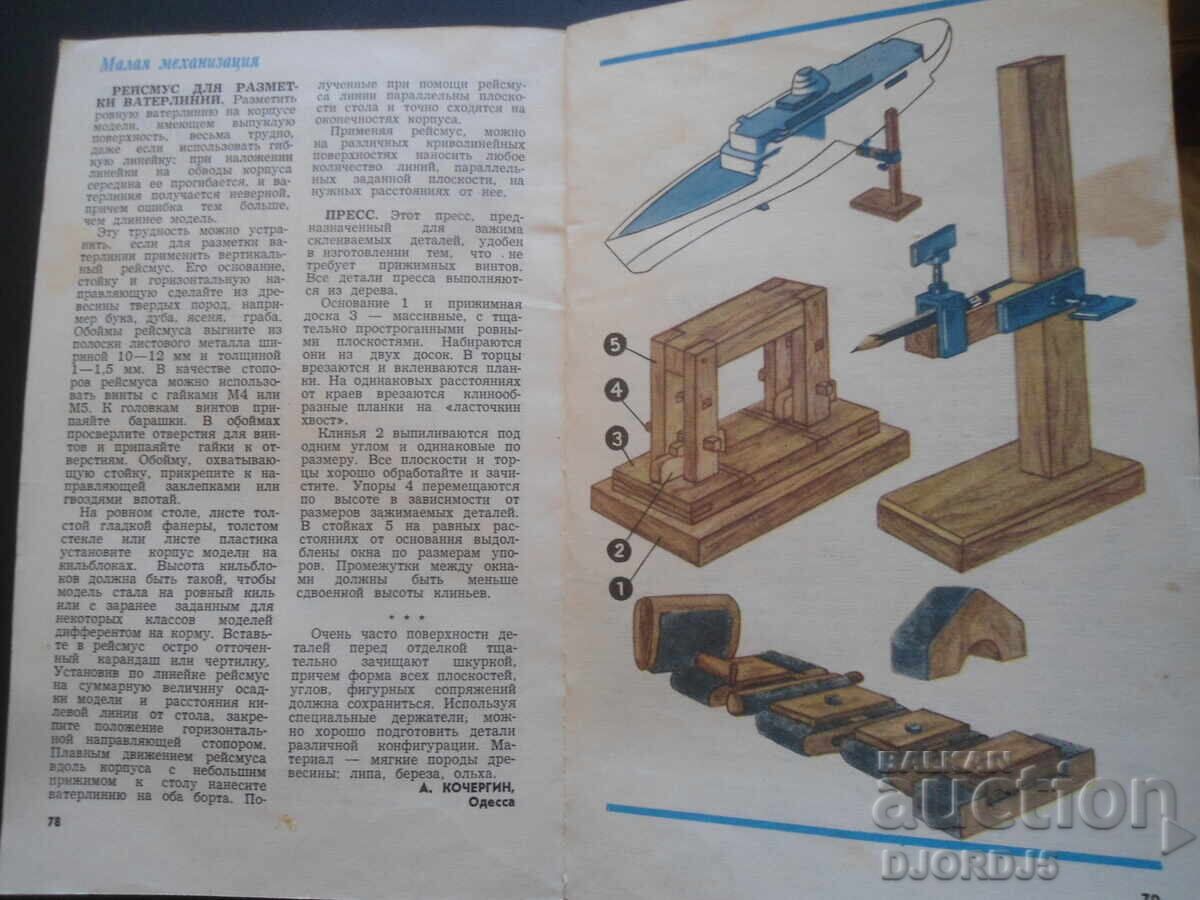 Малая механизация
РЕЙСМУС ДЛЯ РАЗМЕТ-
КИ ВАТЕРЛИНИИ. Разметить
ровную ватерлинию на корпусе
модели, имеющем выпуклую
поверхность, весьма трудно,
даже если использовать гиб-
кую линейку: при наложении
линейки на обводы корпуса
середина ее прогибается, и ва-
терлиния получается неверной,
причем ошибка тем больше,
чем длиннее модель.
Эту трудность можно устра-
нить, если для разметки ва-
терлинии применить вертикаль-
ный рейсмус. Его основание,
стойку и горизонтальную на-
правляющую сделайте из дре-
весины твердых пород, напри-
мер бука, дуба, ясеня, граба.
Обоймы рейсмуса выгните из
полоски листового металла ши-
риной 10—12 мм и толщиной
1—1,5 мм. В качестве стопо-
ров рейсмуса можно использо-
вать винты с гайками М4 или
М5. К головкам винтов при-
паяйте барашки. В обоймах
просверлите отверстия для вин-
тов и припаяйте гайки к от-
верстиям. Обойму, охватываю-
щую стойку, прикрепите к на-
правляющей заклепками или
гвоздями впотай.
На ровном столе, листе тол-
стой гладкой фанеры, толстом
стекле или листе пластика
установите корпус модели на
кильблоках. Высота кильбло-
ков должна быть такой, чтобы
модель стала на ровный киль
или с заранее заданным для
некоторых классов моделей
дифферентом на корму. Вставь-
те в рейсмус остро отточен-
ный карандаш или чертилку.
Установив по линейке рейсмус
на суммарную величину осад-
ки модели и расстояния ки-
левой линии от стола, закре-
пите положение горизонталь-
ной направляющей стопором.
Плавным движением рейсмуса
вдоль корпуса с небольшим
прижимом к столу нанесите
ватерлинию на оба борта. По-
78
лученные при помощи рейсму-
са линии параллельны плоско-
сти стола и точно сходятся на
оконечностях корпуса.
Применяя рейсмус, можно
на различных криволинейных
поверхностях наносить любое
количество линий, параллель-
ных заданной плоскости, на
нужных расстояниях от нее.
ПРЕСС. Этот пресс, пред-
назначенный для зажима
склеиваемых деталей, удобен
в изготовлении тем, что не
требует прижимных винтов.
Все детали пресса выполняют-
ся из дерева.
Основание 1 и прижимная
доска 3 — массивные, с тща-
тельно простроганными ровны-
ми плоскостями. Набираются
они из двух досок. В торцы
врезаются и вклеиваются план-
ки. На одинаковых расстояниях
от краев врезаются клинооб-
разные планки на «ласточкин
хвост».
Клинья 2 выпиливаются под
одним углом и одинаковые по
размеру. Все плоскости и тор-
цы хорошо обработайте и зачи-
стите. Упоры 4 перемещаются
по высоте в зависимости от
размеров зажимаемых деталей.
В стойках 5 на равных рас-
стояниях от основания выдол-
блены окна по размерам упо-
ров. Промежутки между окна-
ми должны быть меньше
сдвоенной высоты клиньев.
* * *
Очень часто поверхности де-
талей перед отделкой тща-
тельно зачищают шкуркой,
причем форма всех плоскостей,
углов, фигурных сопряжений
должна сохраниться. Используя
специальные держатели, мож-
но хорошо подготовить детали
различной конфигурации. Ма-
териал — мягкие породы дре-
весины: липа, береза, ольха.
А. КОЧЕРГИН,
Одесса
5
4
3
2
1
BALKAN
auction
DJORDJ5
79